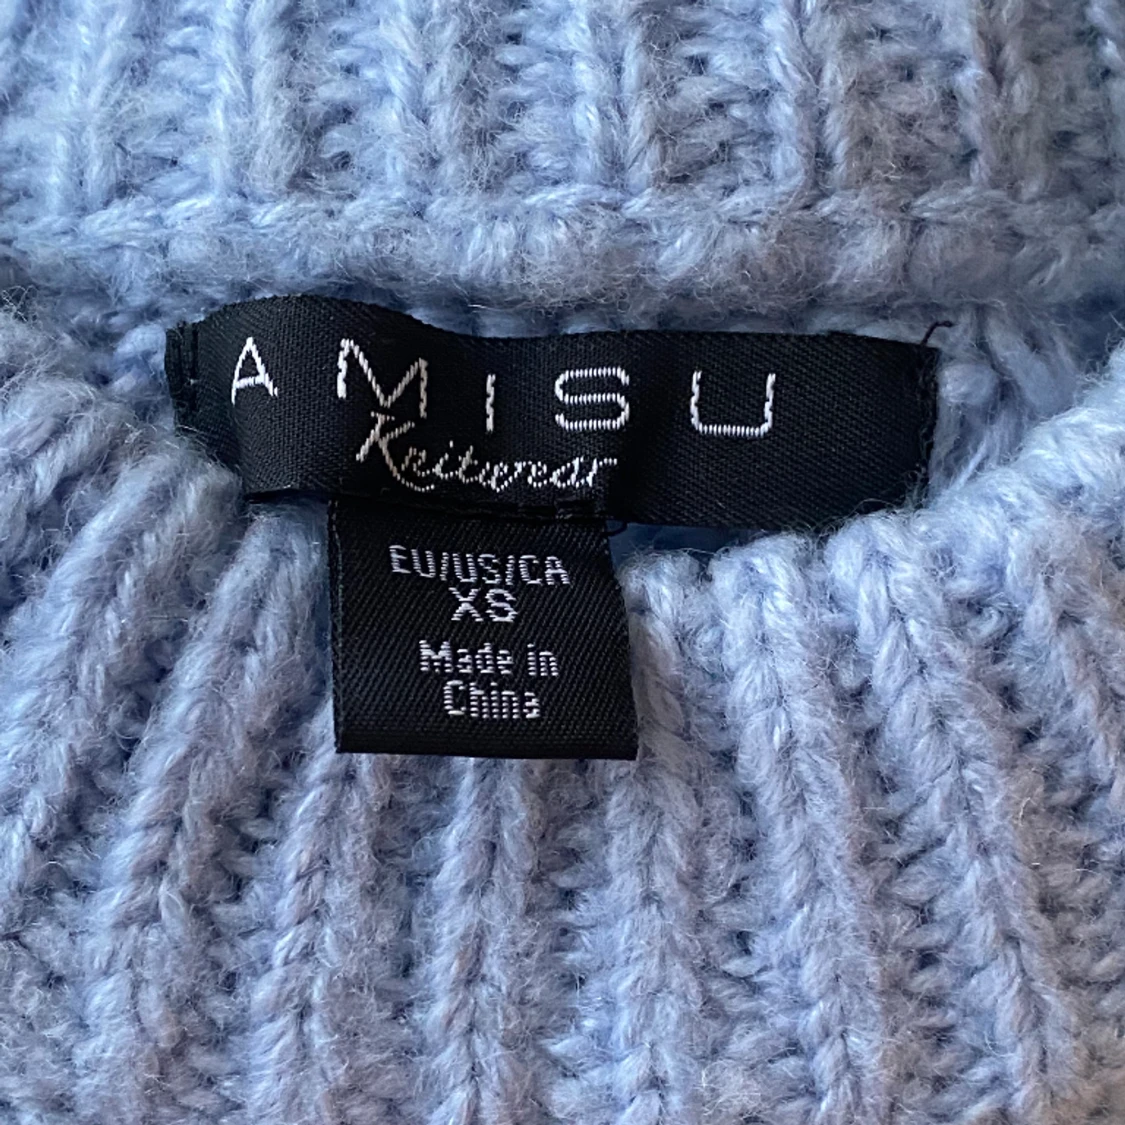 AMISU
Knitwear
EU/US/CA
XS
Made in
China